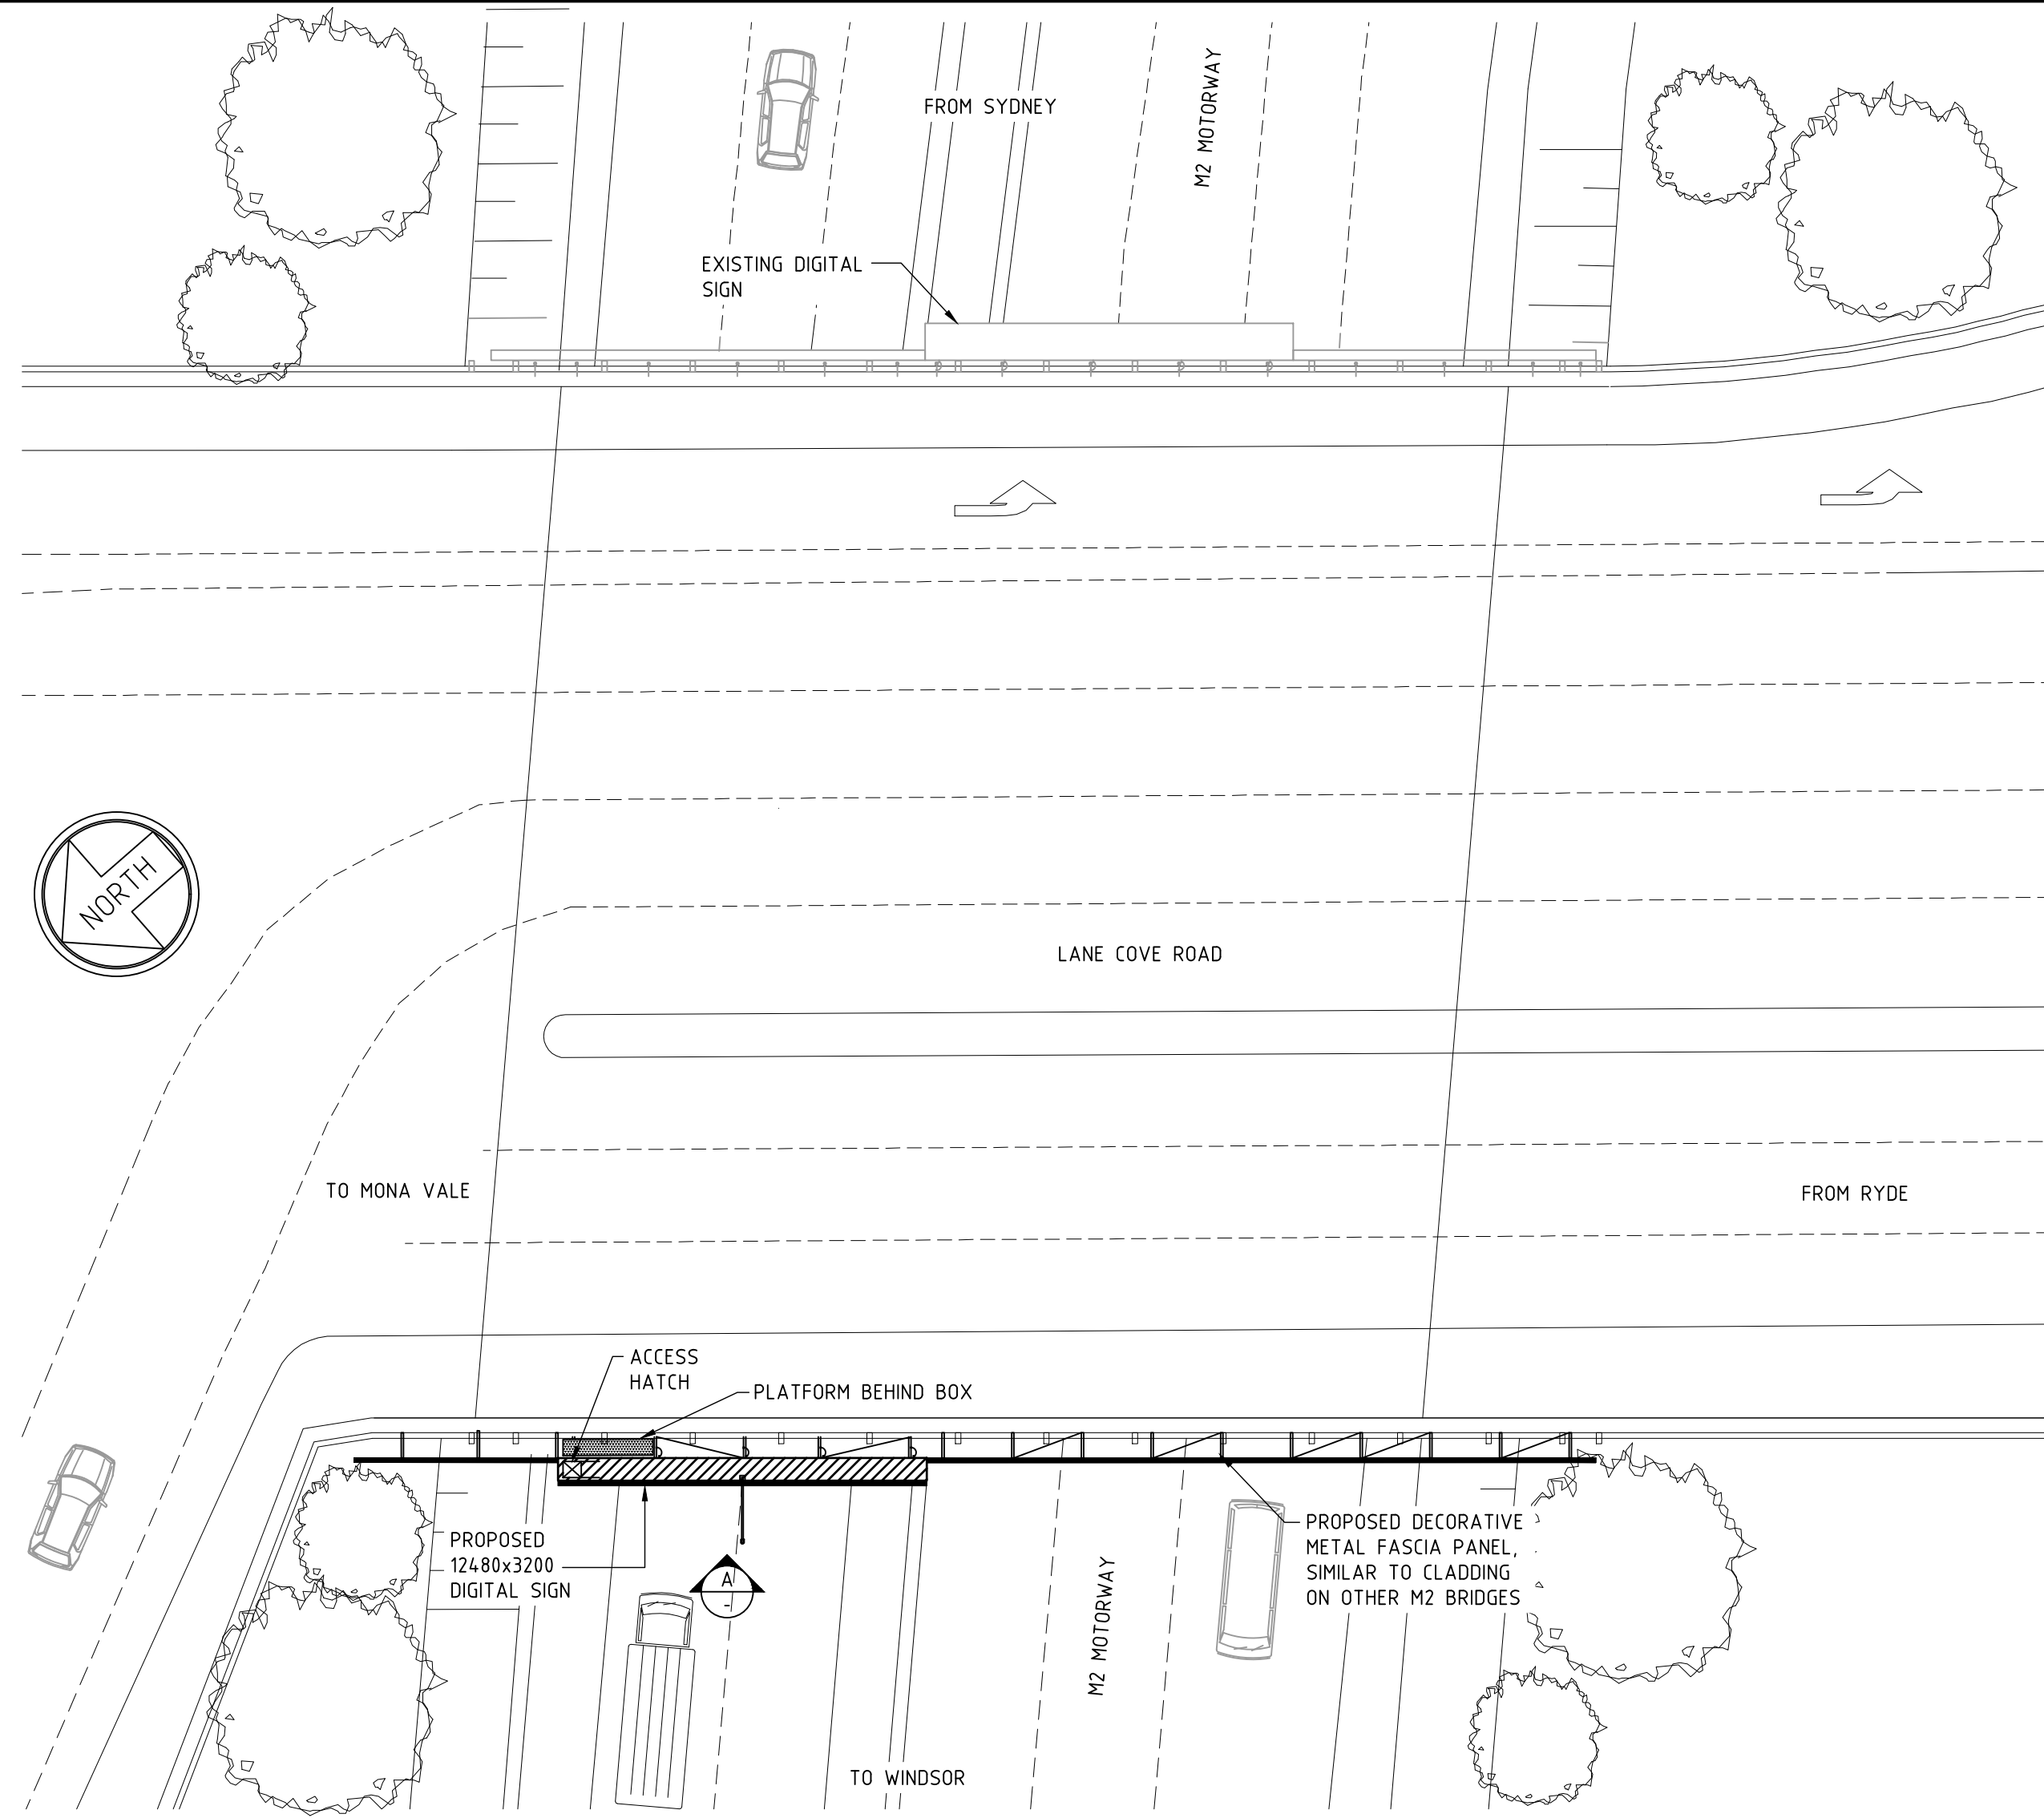 FROM SYDNEY
M2 MOTORWAY
EXISTING DIGITAL
SIGN
NORTH
LANE COVE ROAD
TO MONA VALE
FROM RYDE
ACCESS
HATCH
PLATFORM BEHIND BOX
PROPOSED
12480x3200
DIGITAL SIGN
A
-
M2 MOTORWAY
PROPOSED DECORATIVE
METAL FASCIA PANEL,
SIMILAR TO CLADDING
ON OTHER M2 BRIDGES
TO WINDSOR